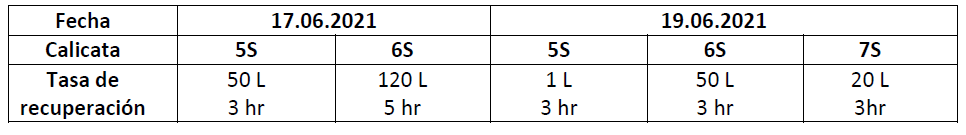 Fecha 17.06.2021 19.06.2021
Calicata 5S 6S 5S 6S 7S
Tasa de 50 L 120 L 1 L 50 L 20 L
recuperación 3 hr 5 hr 3 hr 3 hr 3hr